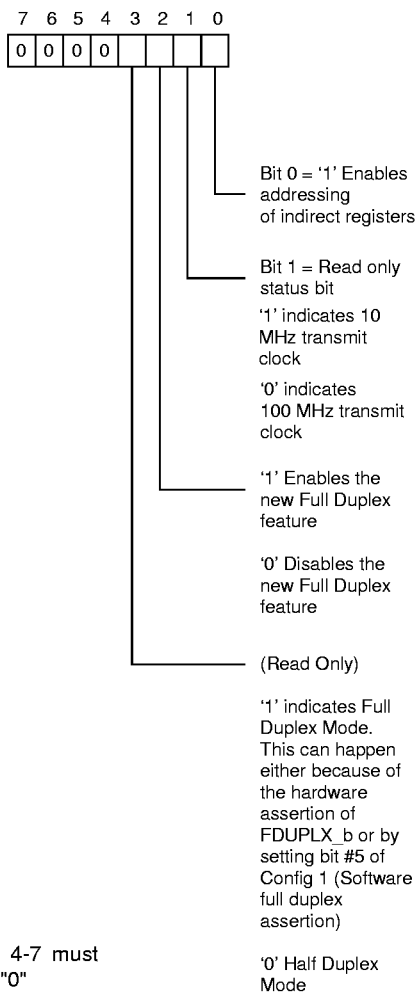 7 6 5 4 3 2 1 0
0 0 0 0
Bit 0 = ‘1’ Enables
addressing
of indirect registers
Bit 1 = Read only
status bit
‘1’ indicates 10
MHz transmit
clock
‘0’ indicates
100 MHz transmit
clock
‘1’ Enables the
new Full Duplex
feature
‘0’ Disables the
new Full Duplex
feature
(Read Only)
‘1’ indicates Full
Duplex Mode.
This can happen
either because of
the hardware
assertion of
FDUPLX_b or by
setting bit #5 of
Config 1 (Software
full duplex
assertion)
‘0’ Half Duplex
Mode
4-7 must
"0"